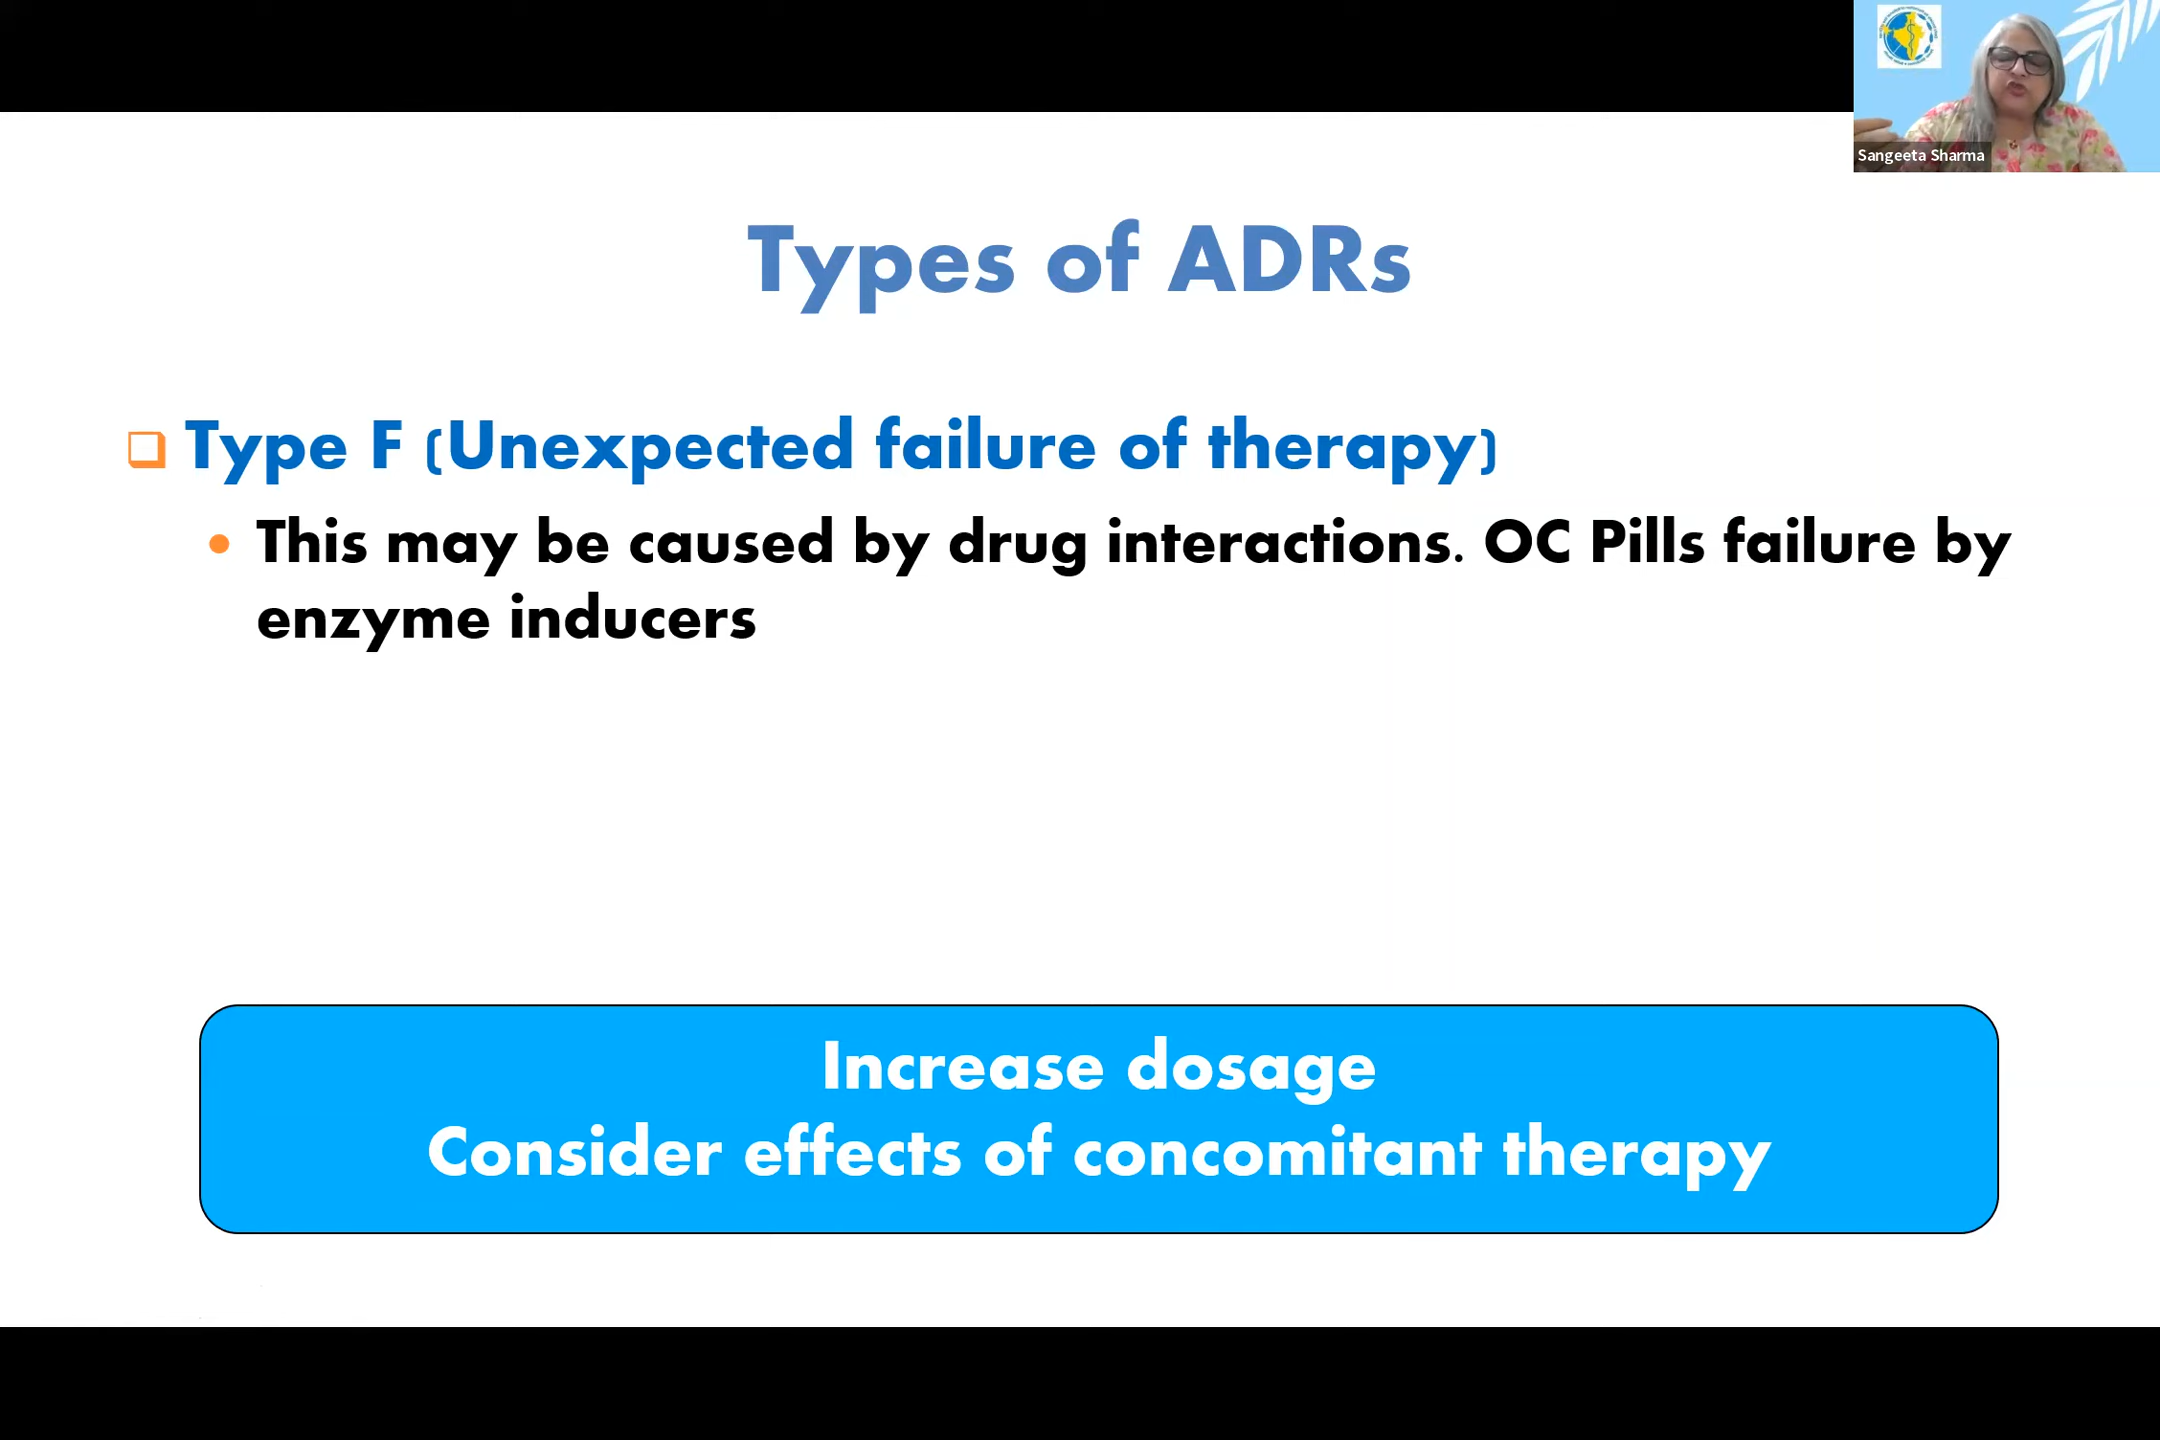 Sangeeta Sharma
Types of ADRs
Type F (Unexpected failure of therapy)
This may be caused by drug interactions. OC Pills failure by
enzyme inducers
Increase dosage
Consider effects of concomitant therapy